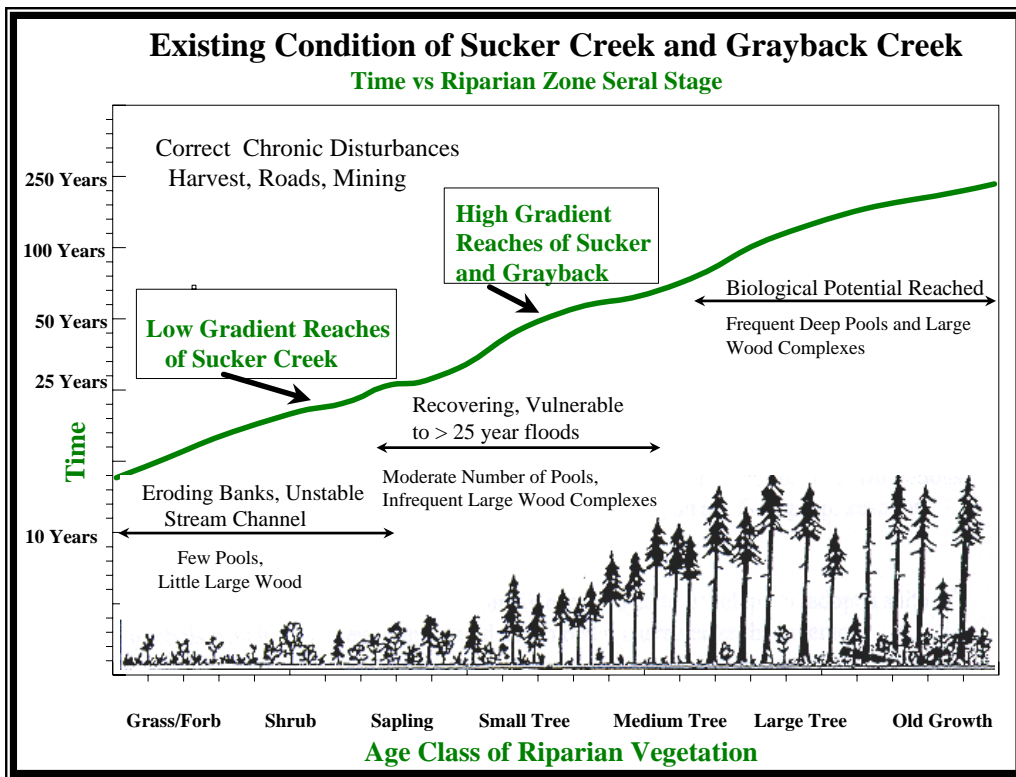 Existing Condition of Sucker Creek and Grayback Creek
Time vs Riparian Zone Seral Stage
Correct Chronic Disturbances
Harvest, Roads, Mining
250 Years
100 Years
50 Years
25 Years
10 Years
Time
High Gradient
Reaches of Sucker
and Grayback
Low Gradient Reaches
of Sucker Creek
Biological Potential Reached
Frequent Deep Pools and Large
Wood Complexes
Recovering, Vulnerable
to > 25 year floods
Moderate Number of Pools,
Infrequent Large Wood Complexes
Eroding Banks, Unstable
Stream Channel
Few Pools,
Little Large Wood
Grass/Forb Shrub Sapling Small Tree Medium Tree Large Tree Old Growth
Age Class of Riparian Vegetation